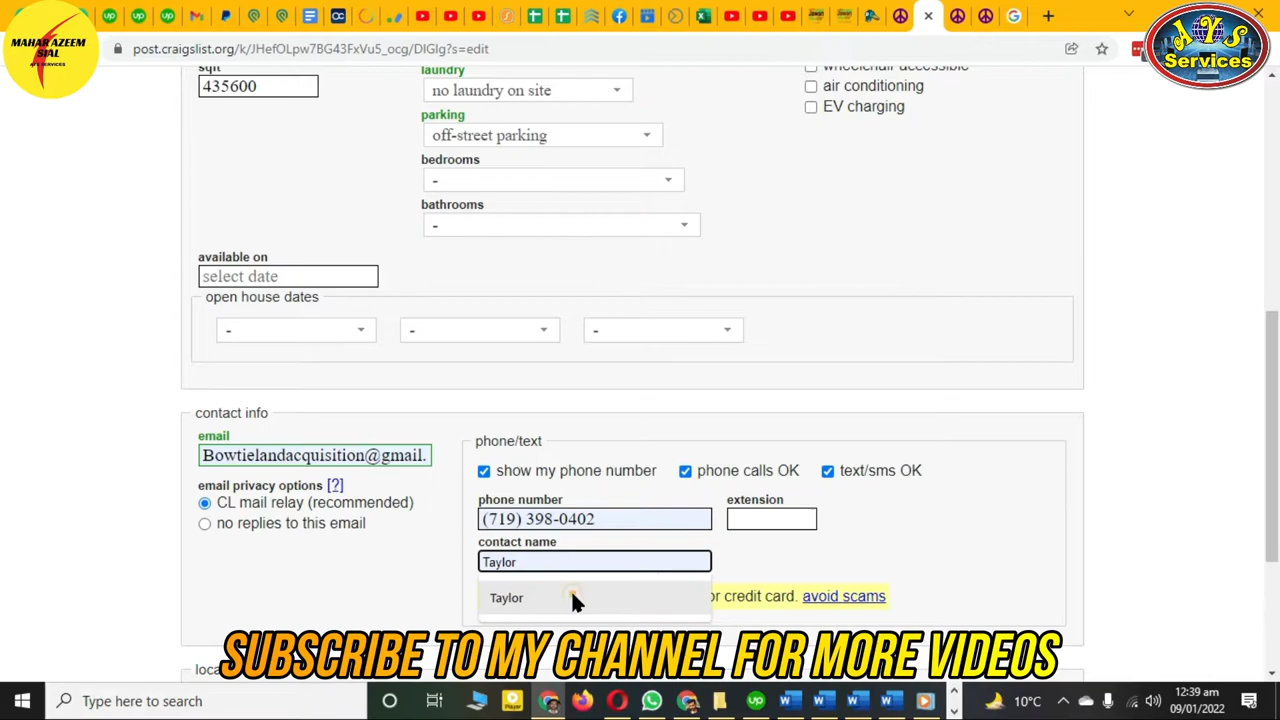 MAHAR AZEEM
SIAL
AYS SERVICES
AYS
Services
post.craigslist.org/k/JHefOLpw7BG43FxVu5_ocg/DIGlg?s=edit
sqft
435600
laundry
no laundry on site
parking
off-street parking
bedrooms
-
bathrooms
-
wheelchair accessible
air conditioning
EV charging
available on
select date
open house dates
-
-
-
contact info
email
Bowtielandacquisition@gmail.
email privacy options [?]
CL mail relay (recommended)
no replies to this email
phone/text
show my phone number
phone calls OK
text/sms OK
phone number
(719) 398-0402
extension
contact name
Taylor
Taylor
or credit card. avoid scams
SUBSCRIBE TO MY CHANNEL FOR MORE VIDEOS
Type here to search
10°C
12:39 am
09/01/2022